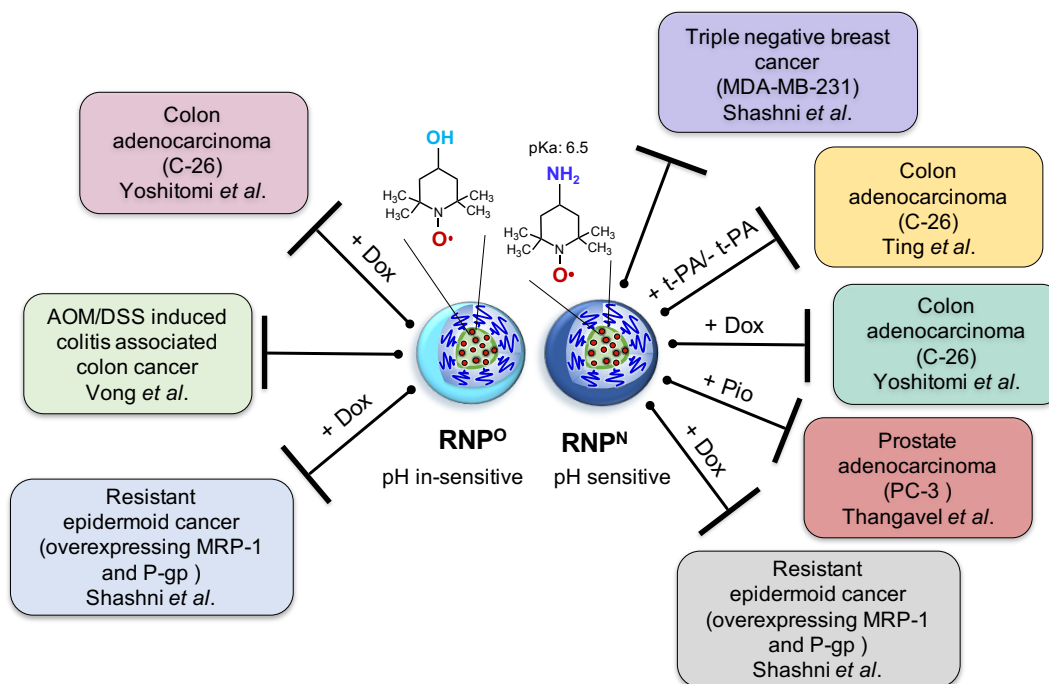 Triple negative breast
cancer
(MDA-MB-231)
Shashni et al.
Colon
adenocarcinoma
(C-26)
Yoshitomi et al.
OH
H3C
CH3
H3C
CH3
N
O•
pKa: 6.5
NH2
H3C
CH3
H3C
CH3
N
O•
Colon
adenocarcinoma
(C-26)
Ting et al.
+ Dox
+ t-PA/- t-PA
AOM/DSS induced
colitis associated
colon cancer
Vong et al.
+ Dox
Colon
adenocarcinoma
(C-26)
Yoshitomi et al.
+ Dox
+ Pio
+ Dox
RNPO
pH in-sensitive
RNPN
pH sensitive
Prostate
adenocarcinoma
(PC-3 )
Thangavel et al.
Resistant
epidermoid cancer
(overexpressing MRP-1
and P-gp )
Shashni et al.
Resistant
epidermoid cancer
(overexpressing MRP-1
and P-gp )
Shashni et al.